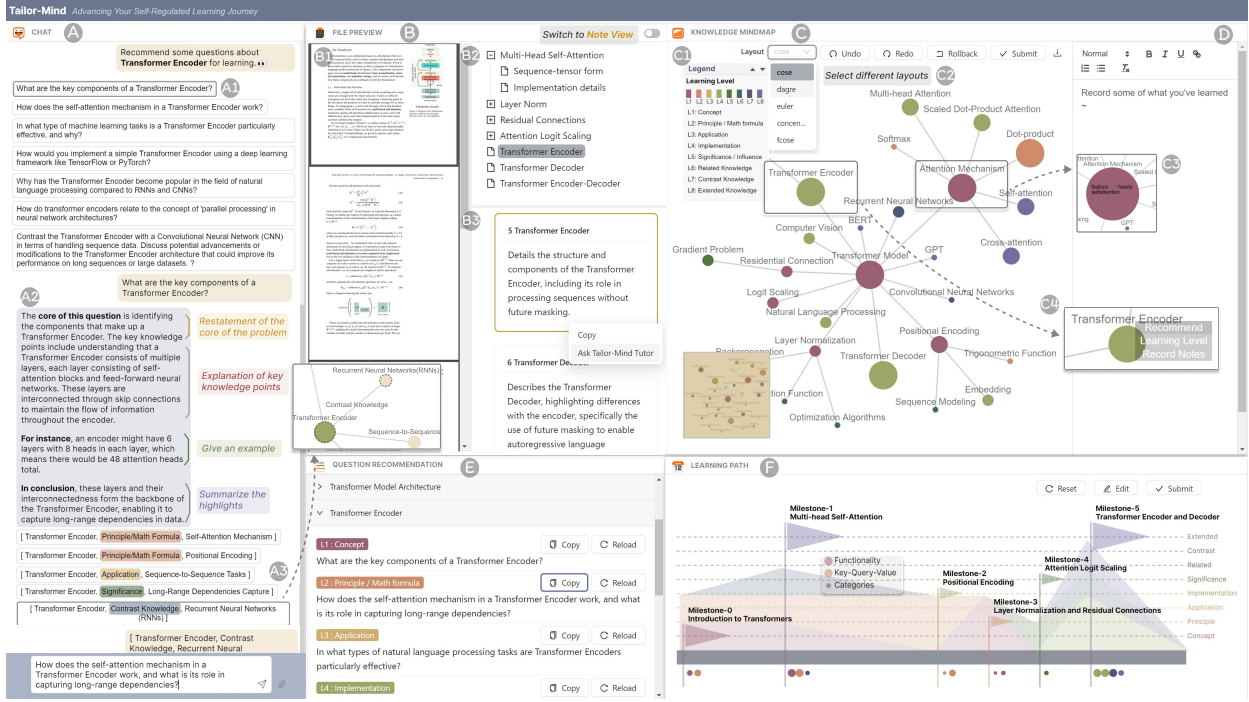 Tailor-Mind Advancing Your Self-Regulated Learning Journey
CHAT
A
Recommend some questions about
Transformer Encoder for learning.
What are the key components of a Transformer Encoder?
A1
How does the self-attention mechanism in a Transformer Encoder work?
In what type of machine learning tasks is a Transformer Encoder particularly
effective, and why?
How would you implement a simple Transformer Encoder using a deep learning
framework like TensorFlow or PyTorch?
Why has the Transformer Encoder become popular in the field of natural
language processing compared to RNNs and CNNs?
How do transformer encoders relate to the concept of 'parallel processing' in
neural network architectures?
Contrast the Transformer Encoder with a Convolutional Neural Network (CNN)
in terms of handling sequence data. Discuss potential advancements or
modifications to the Transformer Encoder architecture that could improve its
performance on long sequences or large datasets. ?
What are the key components of a
Transformer Encoder?
A2
The core of this question is identifying
the components that make up a
Transformer Encoder. The key knowledge
points include understanding that a
Transformer Encoder consists of multiple
layers, each layer consisting of self-
attention blocks and feed-forward neural
networks. These layers are
interconnected through skip connections
to maintain the flow of information
throughout the encoder.
For instance, an encoder might have 6
layers with 8 heads in each layer, which
means there would be 48 attention heads
total.
In conclusion, these layers and their
interconnectedness form the backbone of
the Transformer Encoder, enabling it to
capture long-range dependencies in data.
Restatement of the
core of the problem
Explanation of key
knowledge points
Give an example
Summarize the
highlights
[ Transformer Encoder, Principle/Math Formula, Self-Attention Mechanism ]
[ Transformer Encoder, Principle/Math Formula, Positional Encoding ]
A3
[ Transformer Encoder, Application, Sequence-to-Sequence Tasks ]
[ Transformer Encoder, Significance, Long-Range Dependencies Capture ]
[ Transformer Encoder, Contrast Knowledge, Recurrent Neural Networks
(RNNs) ]
[ Transformer Encoder, Contrast
Knowledge, Recurrent Neural
How does the self-attention mechanism in a
Transformer Encoder work, and what is its role in
capturing long-range dependencies?
FILE PREVIEW
B
B1
Recurrent Neural Networks(RNNs)
Contrast Knowledge
Transformer Encoder
Sequence-to-Sequence
Switch to Note View
B2
Multi-Head Self-Attention
Sequence-tensor form
Implementation details
Layer Norm
Residual Connections
Attention Logit Scaling
Transformer Encoder
Transformer Decoder
Transformer Encoder-Decoder
B3
5 Transformer Encoder
Details the structure and
components of the Transformer
Encoder, including its role in
processing sequences without
future masking.
Copy
Ask Tailor-Mind Tutor
6 Transformer
Describes the Transformer
Decoder, highlighting differences
with the encoder, specifically the
use of future masking to enable
autoregressive language
KNOWLEDGE MINDMAP
C
Layout cose
Undo
Redo
Rollback
Submit
C1
Legend
Learning Level
L1 L2 L3 L4 L5 L6 L7 L8
L1: Concept
L2: Principle / Math formula
L3: Application
L4: Implementation
L5: Significance / Influence
L6: Related Knowledge
L7: Contrast Knowledge
L8: Extended Knowledge
cose
dagre
euler
concen...
fcose
Select different layouts
C2
Multi-head Attention
Scaled Dot-Product Attention
Softmax
Dot-product
Transformer Encoder
Attention Mechanism
Self-attention
Recurrent Neural Networks
BERT
Computer Vision
Cross-attention
Gradient Problem
Residual Connection
Transformer Model
GPT
Logit Scaling
Convolutional Neural Networks
Natural Language Processing
Positional Encoding
Layer Normalization
Transformer Decoder
Trigonometric Function
tion Function
Embedding
Sequence Modeling
Optimization Algorithms
C3
Attention Mechanism
feature heads
selfattention
GPT
C4
Transformer Encoder
Recommend
Learning Level
Record Notes
D
Normal
B I U
Record some of what you've learned
~
QUESTION RECOMMENDATION
E
Transformer Model Architecture
Transformer Encoder
L1 : Concept
Copy
Reload
What are the key components of a Transformer Encoder?
L2 : Principle / Math formula
Copy
Reload
How does the self-attention mechanism in a Transformer Encoder work, and what
is its role in capturing long-range dependencies?
L3 : Application
Copy
Reload
In what types of natural language processing tasks are Transformer Encoders
particularly effective?
L4 : Implementation
Copy
Reload
LEARNING PATH
F
Reset
Edit
Submit
Milestone-1
Multi-head Self-Attention
Milestone-5
Transformer Encoder and Decoder
Functionality
Key-Query-Value
Categories
Milestone-4
Attention Logit Scaling
Milestone-2
Positional Encoding
Milestone-0
Introduction to Transformers
Milestone-3
Layer Normalization and Residual Connections
Extended
Contrast
Related
Significance
Implementation
Application
Principle
Concept